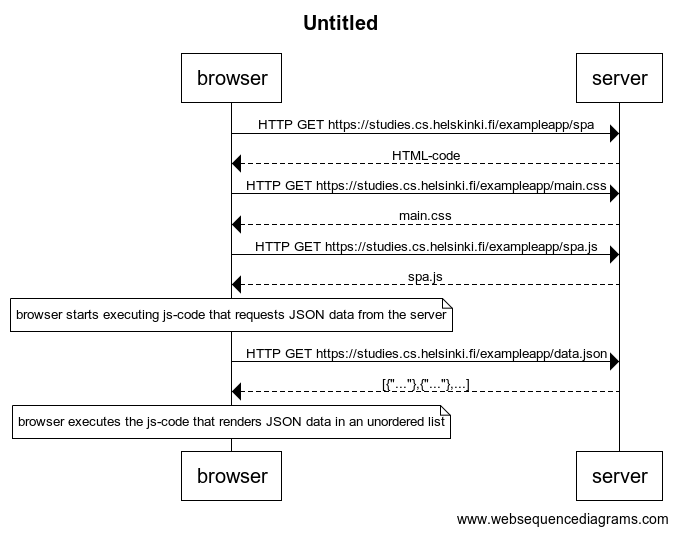 Untitled
browser
server
HTTP GET https://studies.cs.helskinki.fi/exampleapp/spa
HTML-code
HTTP GET https://studies.cs.helsinki.fi/exampleapp/main.css
main.css
HTTP GET https://studies.cs.helsinki.fi/exampleapp/spa.js
spa.js
browser starts executing js-code that requests JSON data from the server
HTTP GET https://studies.cs.helsinki.fi/exampleapp/data.json
[{"..."},{"..."},...]
browser executes the js-code that renders JSON data in an unordered list
browser
server
www.websequencediagrams.com